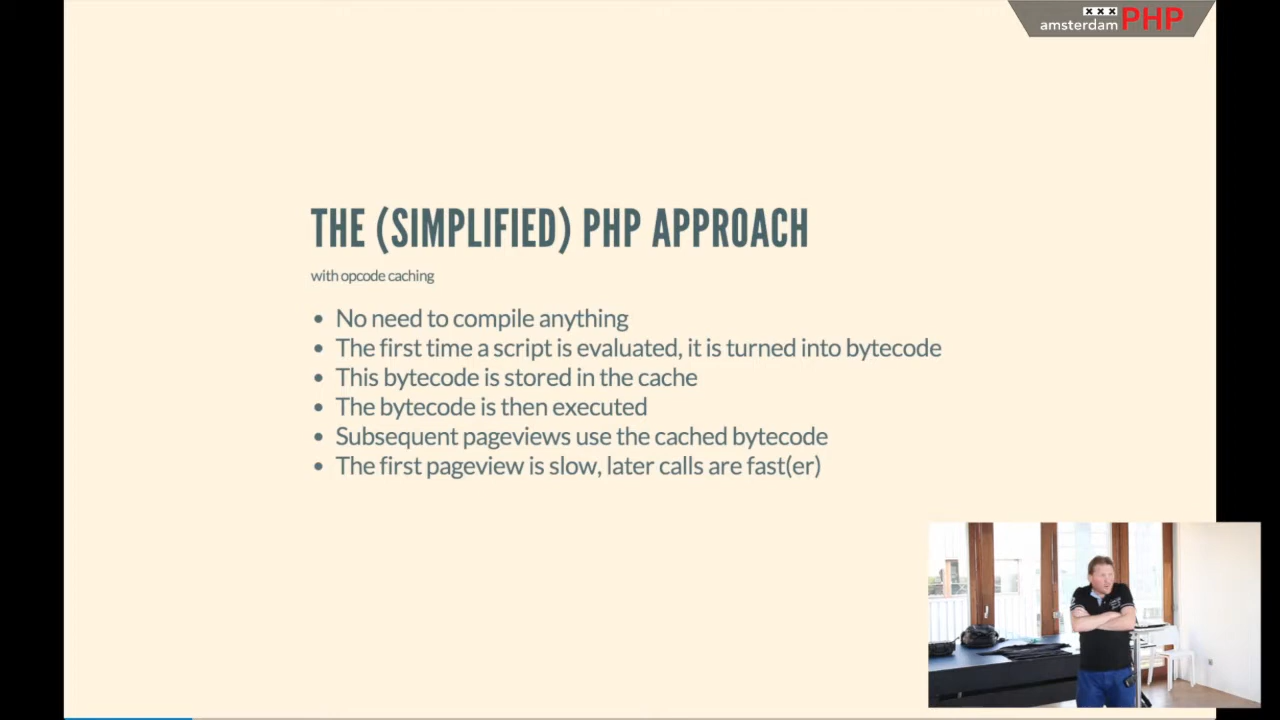 xxx
amsterdamPHP
THE (SIMPLIFIED) PHP APPROACH
with opcode caching
• No need to compile anything
• The first time a script is evaluated, it is turned into bytecode
• This bytecode is stored in the cache
• The bytecode is then executed
• Subsequent pageviews use the cached bytecode
• The first pageview is slow, later calls are fast(er)